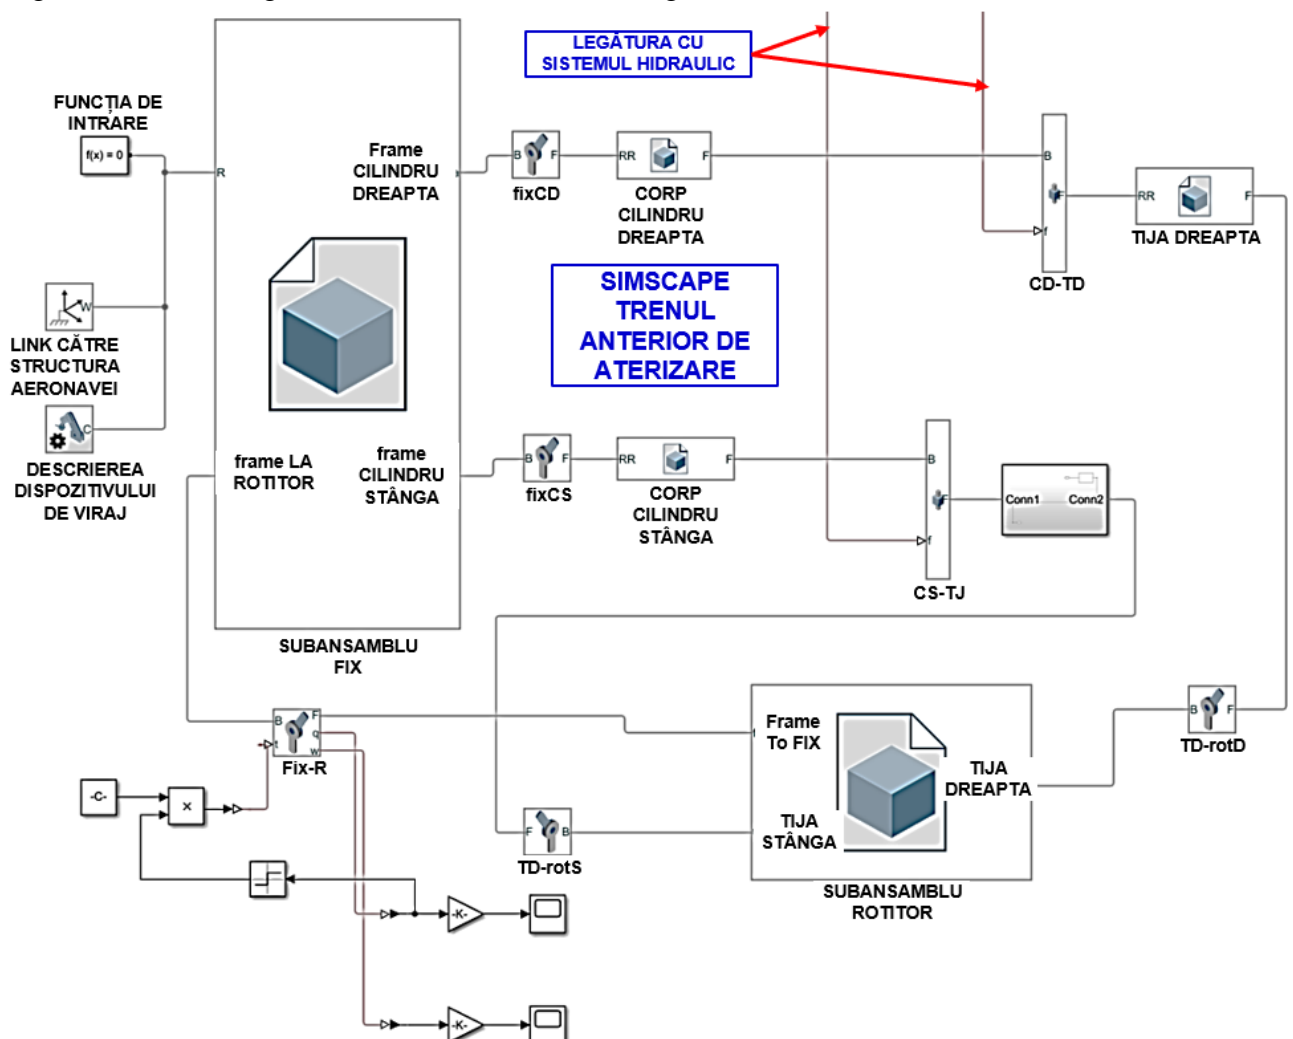 LEGĂTURA CU
SISTEMUL HIDRAULIC
FUNCȚIA DE
INTRARE
f(x) = 0
R
Frame
CILINDRU
DREAPTA
B
F
fixCD
RR
F
CORP
CILINDRU
DREAPTA
B
F
f
CD-TD
RR
F
TIJA DREAPTA
SIMSCAPE
TRENUL
ANTERIOR DE
ATERIZARE
W
LINK CĂTRE
STRUCTURA
AERONAVEI
C
DESCRIEREA
DISPOZITIVULUI
DE VIRAJ
frame LA
ROTITOR
frame
CILINDRU
STÂNGA
B
F
fixCS
RR
F
CORP
CILINDRU
STÂNGA
B
F
f
CS-TJ
Conn1
Conn2
SUBANSAMBLU
FIX
B
F
q
t
w
Fix-R
f
Frame
To FIX
TIJA
DREAPTA
TIJA
STÂNGA
SUBANSAMBLU
ROTITOR
B
F
TD-rotD
-C-
×
F
B
TD-rotS
-K-
-K-